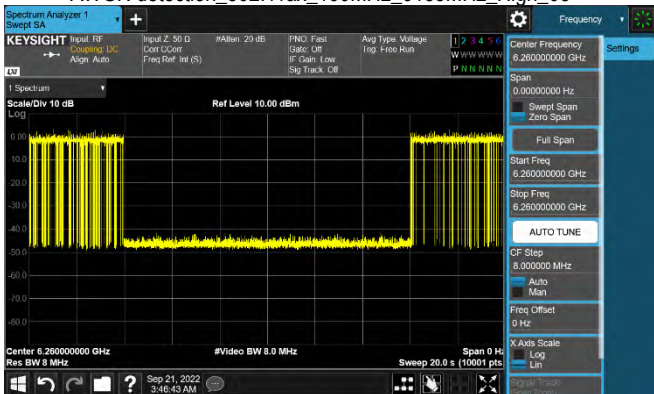 Spectrum Analyzer 1
Swept SA
Frequency
KEYSIGHT
Input: RF
Coupling: DC
Align: Auto
Input Z: 50 Ω
Corr CCorr
Freq Ref: Int (S)
#Atten: 20 dB
PNO: Fast
Gate: Off
IF Gain: Low
Sig Track: Off
Avg Type: Voltage
Trig: Free Run
1 2 3 4 5 6
W W W W W W
P N N N N N
LXI
1 Spectrum
Scale/Div 10 dB
Ref Level 10.00 dBm
Log
0.00
-10.0
-20.0
-30.0
-40.0
-50.0
-60.0
-70.0
-80.0
Center 6.260000000 GHz
#Video BW 8.0 MHz
Span 0 Hz
Res BW 8 MHz
Sweep 20.0 s (10001 pts
Sep 21, 2022
3:46:43 AM
Center Frequency
6.260000000 GHz
Settings
Span
0.00000000 Hz
Swept Span
Zero Span
Full Span
Start Freq
6.260000000 GHz
Stop Freq
6.260000000 GHz
AUTO TUNE
CF Step
8.000000 MHz
Auto
Man
Freq Offset
0 Hz
X Axis Scale
Log
Lin
Signal Track